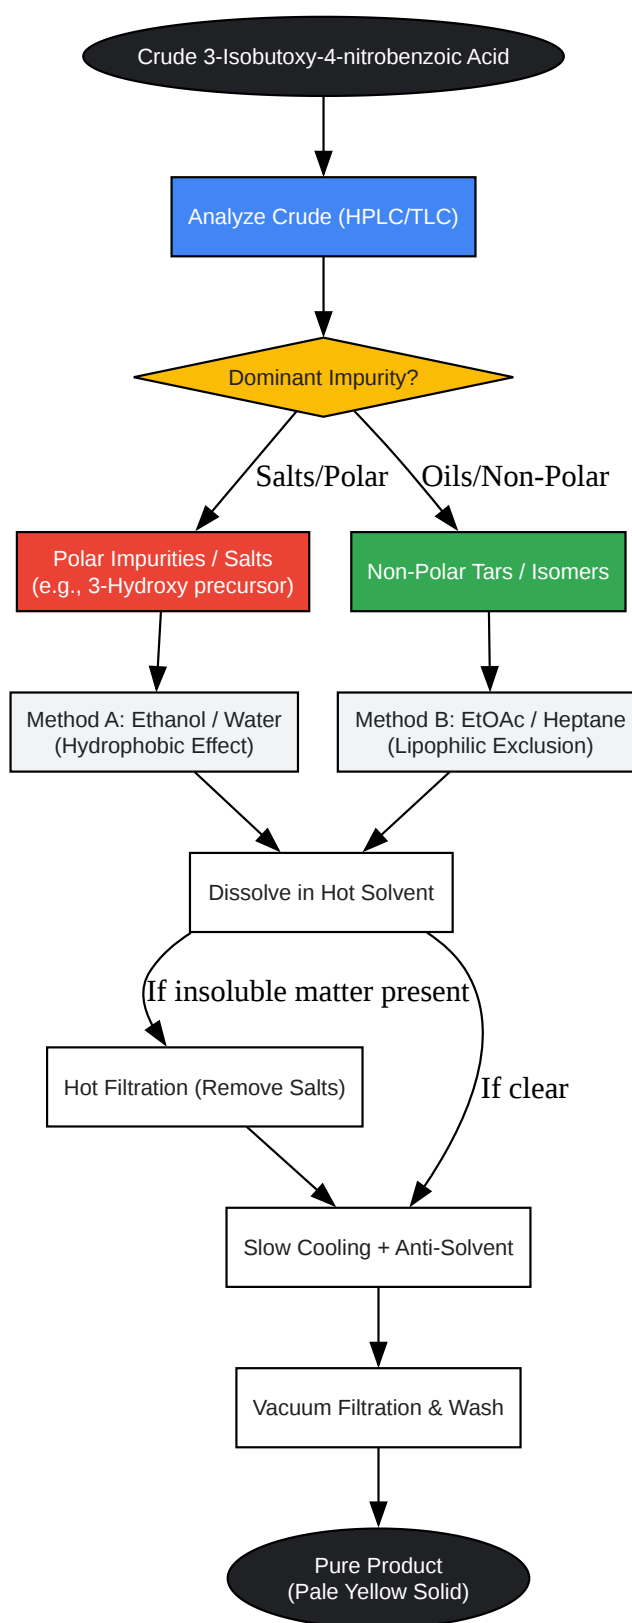 Crude 3-Isobutoxy-4-nitrobenzoic Acid
Analyze Crude (HPLC/TLC)
Dominant Impurity?
Salts/Polar
Oils/Non-Polar
Polar Impurities / Salts
(e.g., 3-Hydroxy precursor)
Non-Polar Tars / Isomers
Method A: Ethanol / Water
(Hydrophobic Effect)
Method B: EtOAc / Heptane
(Lipophilic Exclusion)
Dissolve in Hot Solvent
If insoluble matter present
Hot Filtration (Remove Salts)
If clear
Slow Cooling + Anti-Solvent
Vacuum Filtration & Wash
Pure Product
(Pale Yellow Solid)